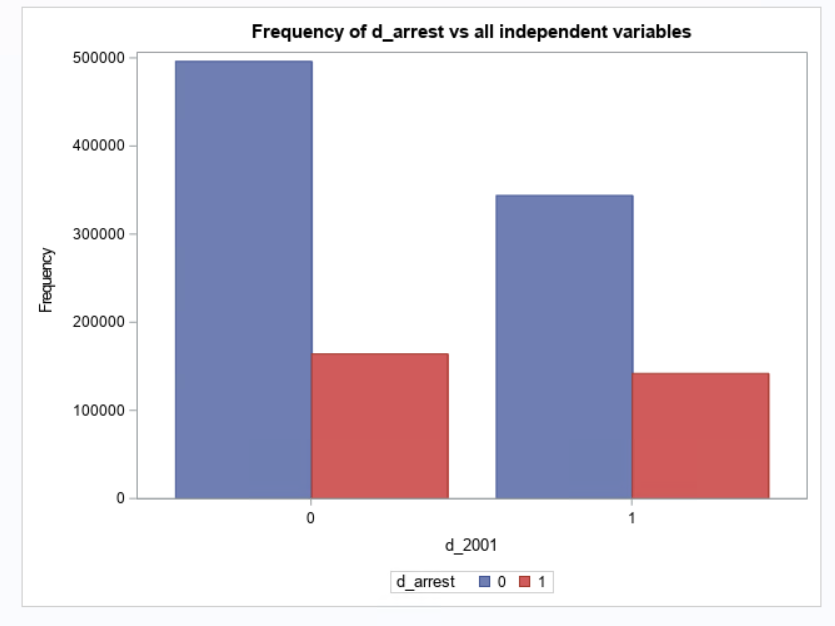 Frequency of d_arrest vs all independent variables
500000
400000
300000
200000
100000
0
Frequency
0 1
d_2001
d_arrest 0 1